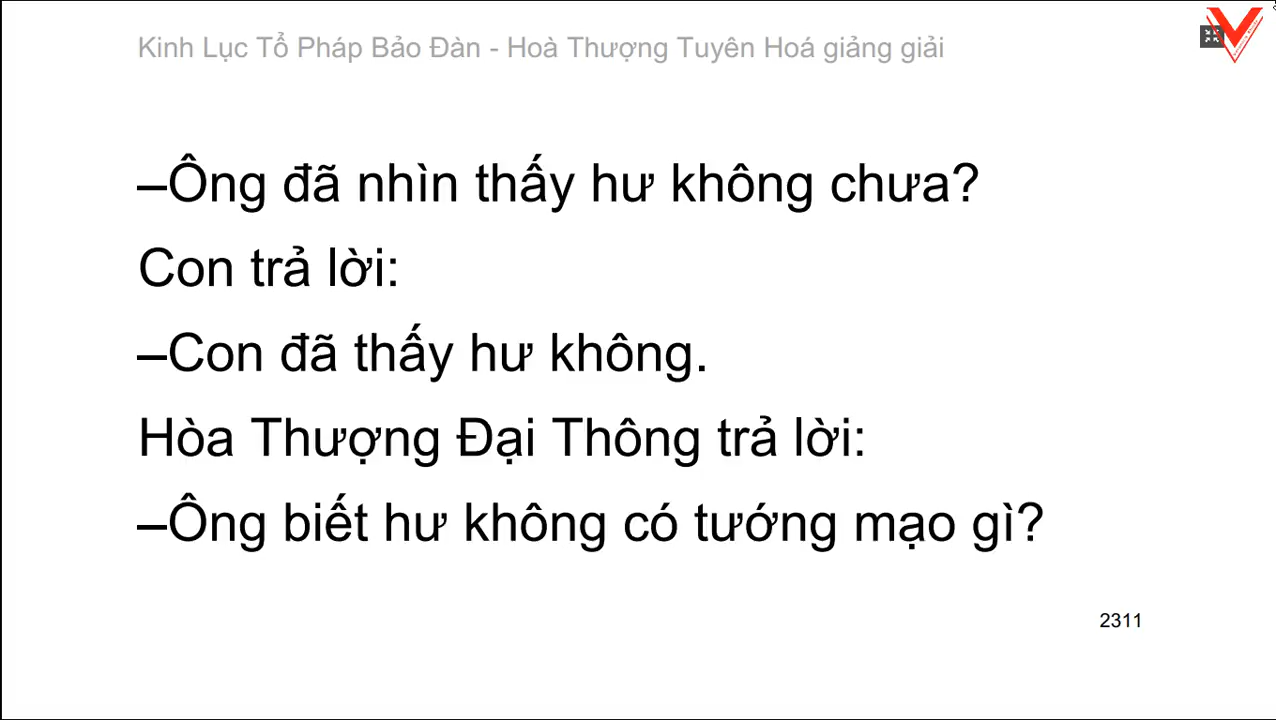 Kinh Lục Tổ Pháp Bảo Đàn - Hoà Thượng Tuyên Hoá giảng giải
–Ông đã nhìn thấy hư không chưa?
Con trả lời:
–Con đã thấy hư không.
Hòa Thượng Đại Thông trả lời:
–Ông biết hư không có tướng mạo gì?
2311